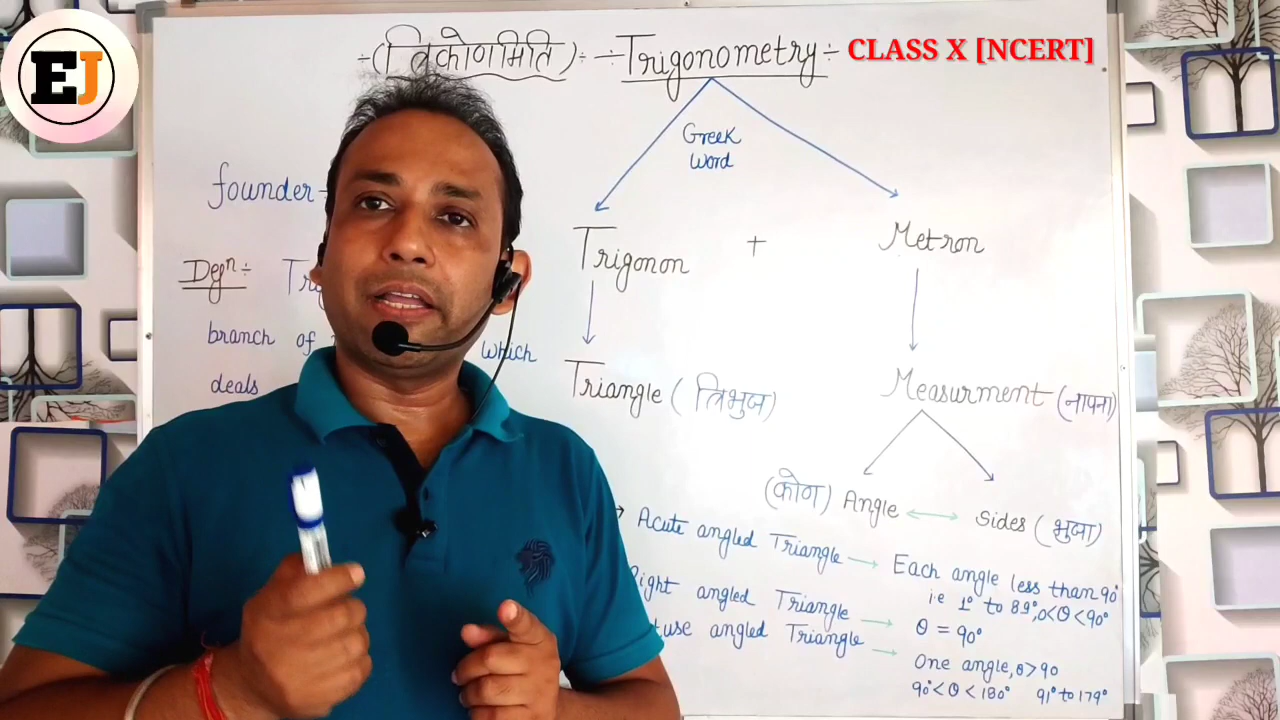 EJ
÷(त्रिकोणमिति)÷ ÷Trigonometry÷ CLASS X [NCERT]
Greek
word
founder-
Trigonon + Metron
Defⁿ÷
branch of which
deals
Triangle (त्रिभुज)
Measurment (नापना)
(कोण) Angle ↔ Sides (भुजा)
Acute angled Triangle → Each angle less than 90°
ie 1° to 89°, 0<θ<90°
angled Triangle → θ = 90°
angled Triangle → One angle, θ>90
90°<θ<180° 91° to 179°